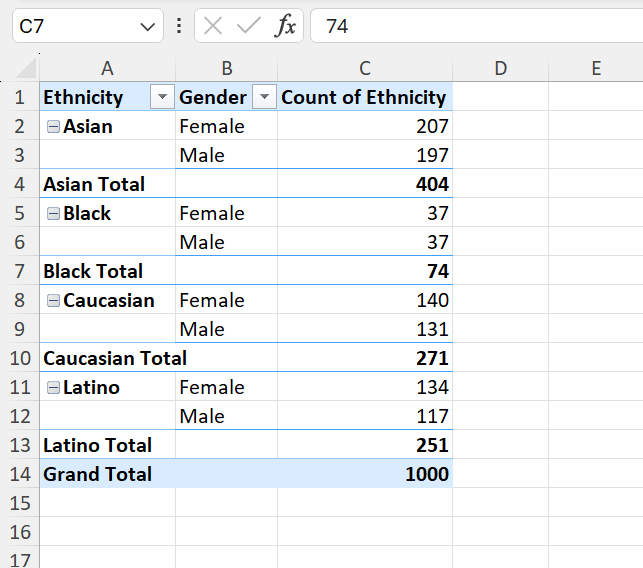 C7 fx 74
A B C D E
1 Ethnicity Gender Count of Ethnicity
2 Asian Female 207
3 Male 197
4 Asian Total 404
5 Black Female 37
6 Male 37
7 Black Total 74
8 Caucasian Female 140
9 Male 131
10 Caucasian Total 271
11 Latino Female 134
12 Male 117
13 Latino Total 251
14 Grand Total 1000
15
16
17